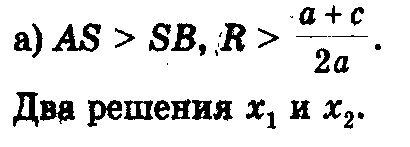 а) AS > SB, R > (a + c) / 2a.
Два решения x₁ и x₂.